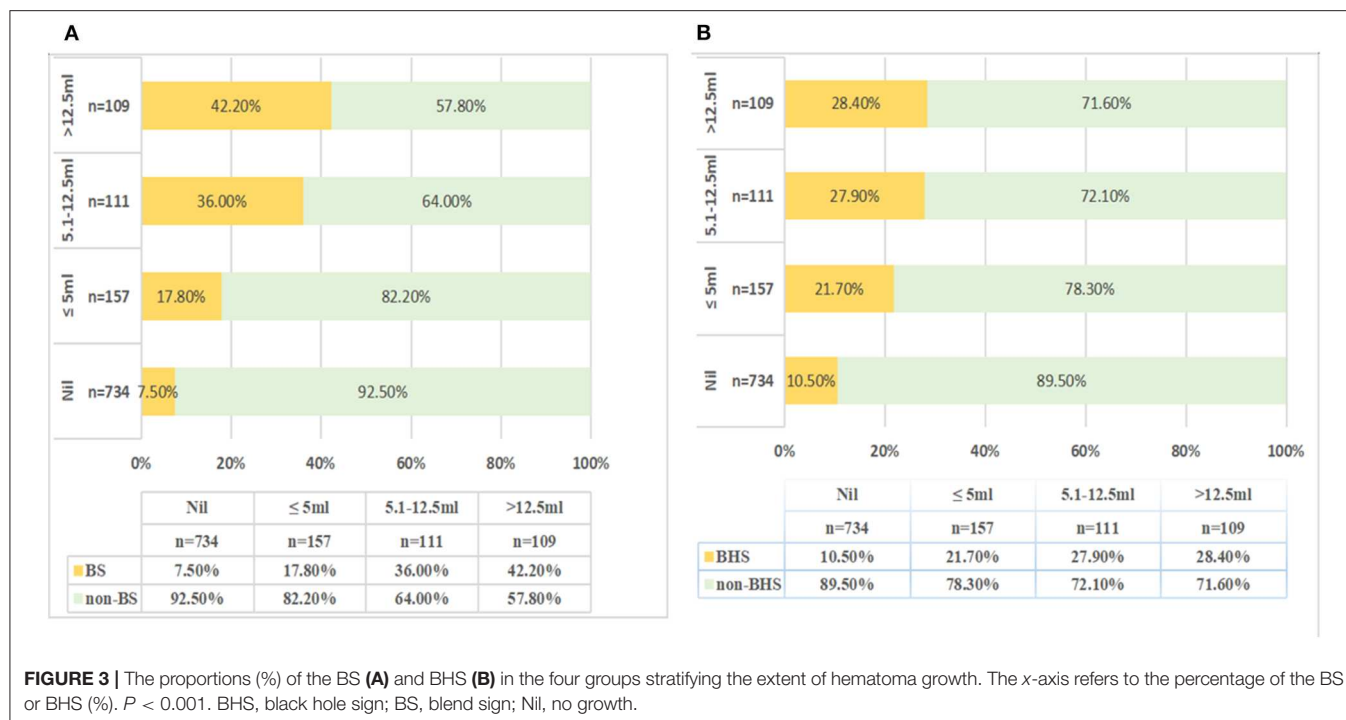 A
>12.5ml n=109 42.20% 57.80%
5.1-12.5ml n=111 36.00% 64.00%
≤ 5ml n=157 17.80% 82.20%
Nil n=734 7.50% 92.50%
0% 20% 40% 60% 80% 100%
Nil ≤ 5ml 5.1-12.5ml >12.5ml
n=734 n=157 n=111 n=109
BS 7.50% 17.80% 36.00% 42.20%
non-BS 92.50% 82.20% 64.00% 57.80%
B
>12.5ml n=109 28.40% 71.60%
5.1-12.5ml n=111 27.90% 72.10%
≤ 5ml n=157 21.70% 78.30%
Nil n=734 10.50% 89.50%
0% 20% 40% 60% 80% 100%
Nil ≤ 5ml 5.1-12.5ml >12.5ml
n=734 n=157 n=111 n=109
BHS 10.50% 21.70% 27.90% 28.40%
non-BHS 89.50% 78.30% 72.10% 71.60%
FIGURE 3 | The proportions (%) of the BS (A) and BHS (B) in the four groups stratifying the extent of hematoma growth. The x-axis refers to the percentage of the BS
or BHS (%). P < 0.001. BHS, black hole sign; BS, blend sign; Nil, no growth.